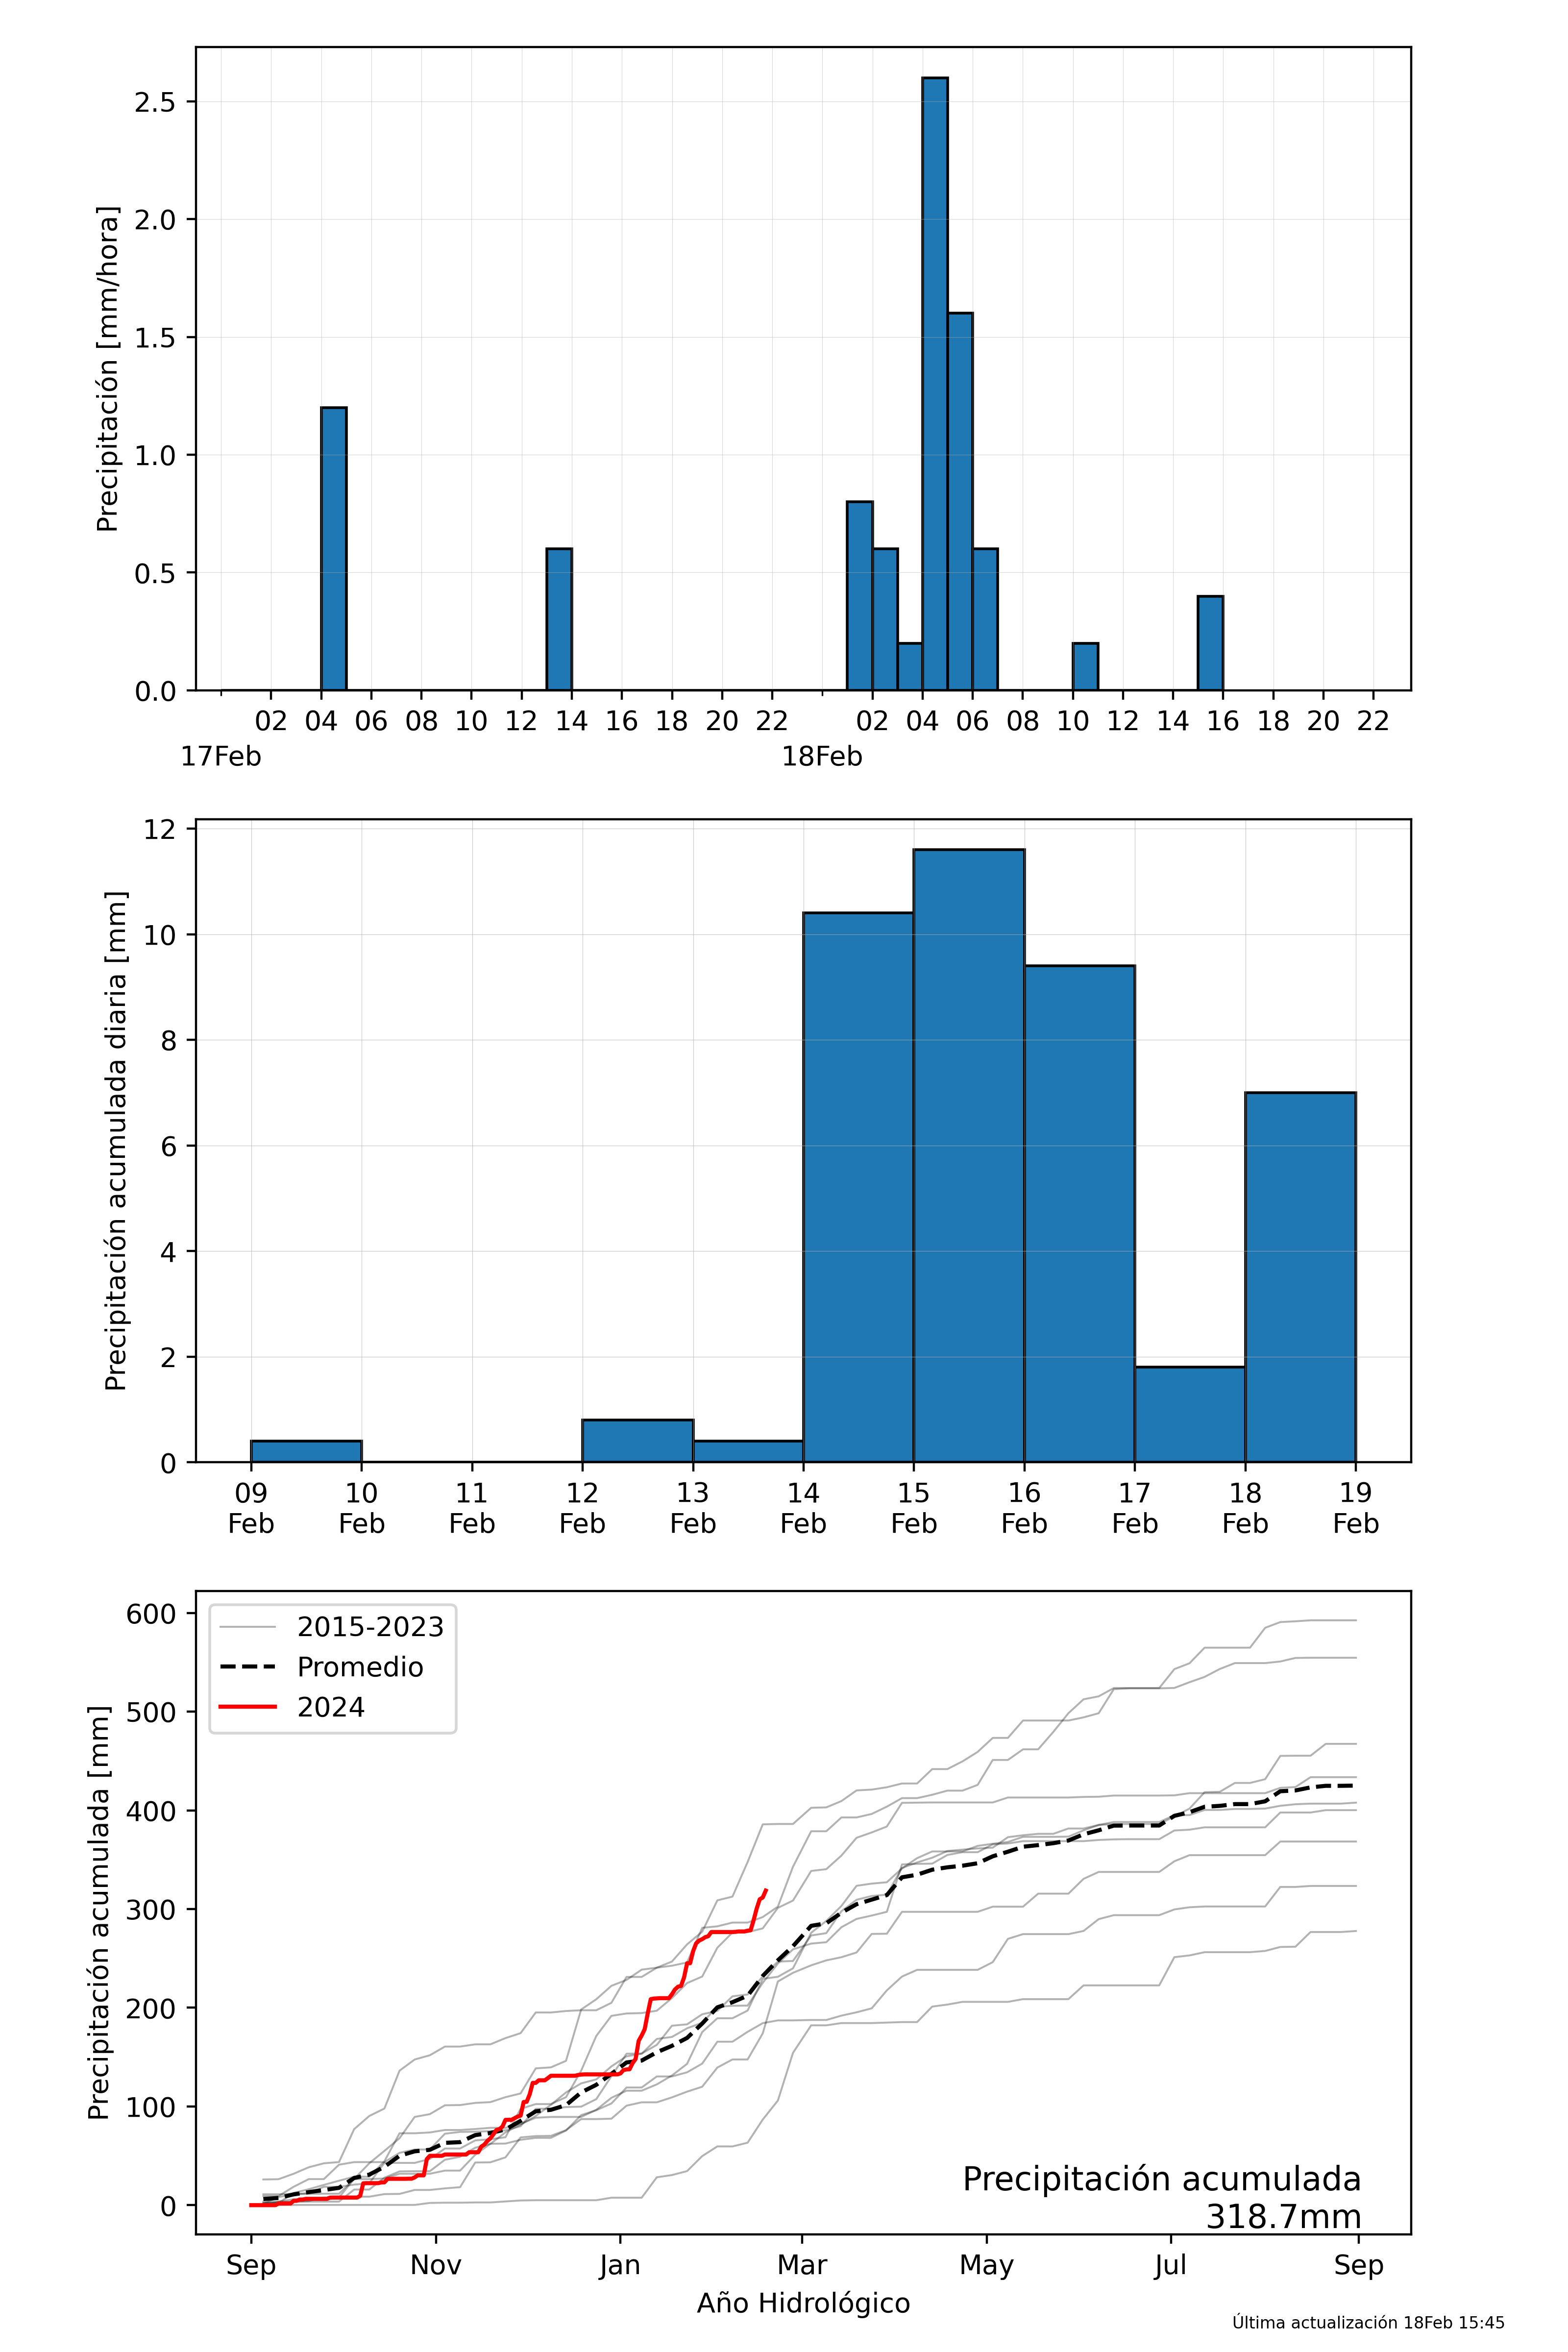 Precipitación [mm/hora]
2.5
2.0
1.5
1.0
0.5
0.0
02 04 06 08 10 12 14 16 18 20 22 02 04 06 08 10 12 14 16 18 20 22
17Feb 18Feb
Precipitación acumulada diaria [mm]
12
10
8
6
4
2
0
09 10 11 12 13 14 15 16 17 18 19
Feb Feb Feb Feb Feb Feb Feb Feb Feb Feb Feb
Precipitación acumulada [mm]
600
500
400
300
200
100
0
2015-2023
Promedio
2024
Precipitación acumulada
318.7mm
Sep Nov Jan Mar May Jul Sep
Año Hidrológico
Última actualización 18Feb 15:45